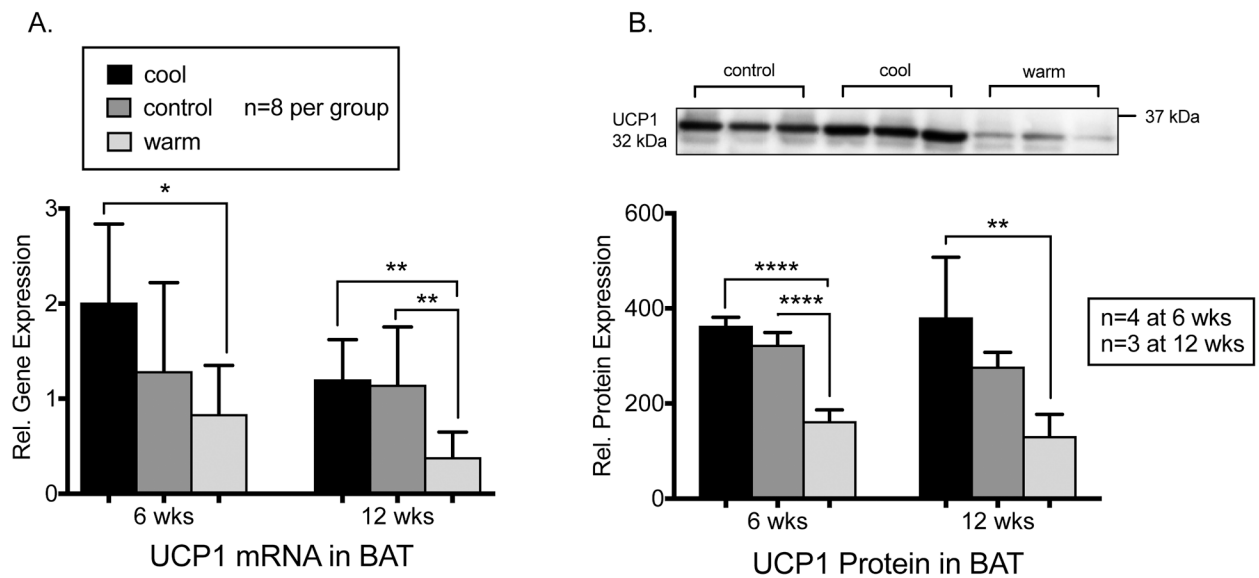 A.
cool
control n=8 per group
warm
*
**
**
3
2
1
0
Rel. Gene Expression
6 wks 12 wks
UCP1 mRNA in BAT
B.
control cool warm
UCP1
32 kDa
37 kDa
600
400
200
0
Rel. Protein Expression
****
****
**
n=4 at 6 wks
n=3 at 12 wks
6 wks 12 wks
UCP1 Protein in BAT